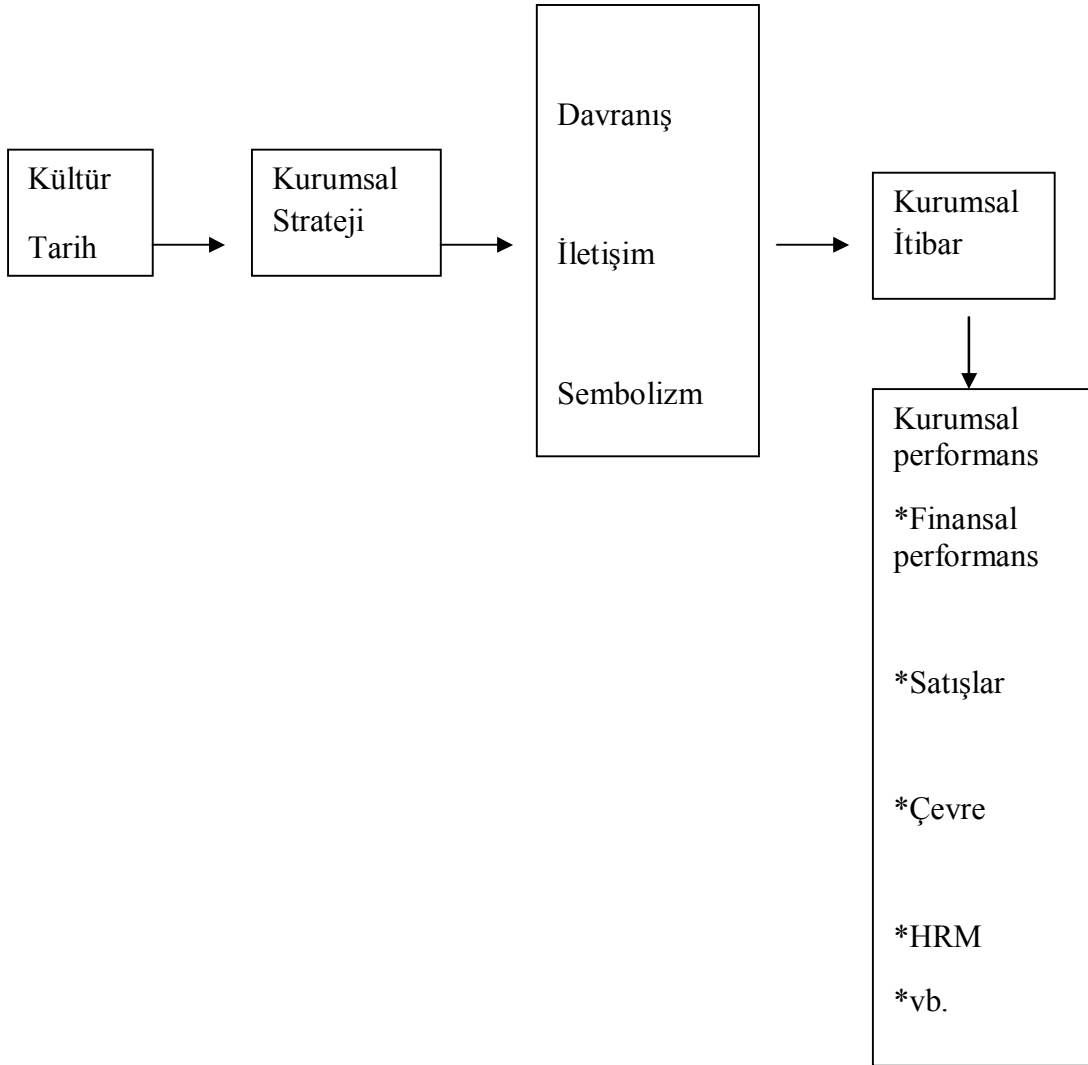 Kültür
Tarih
Kurumsal
Strateji
Davranış
İletişim
Sembolizm
Kurumsal
İtibar
Kurumsal
performans
*Finansal
performans
*Satışlar
*Çevre
*HRM
*vb.